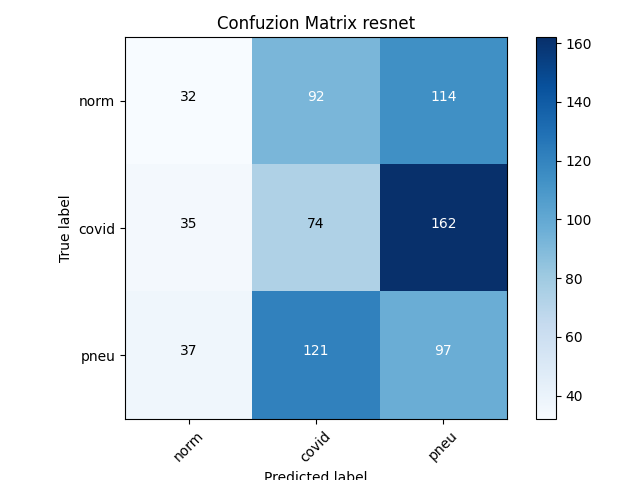 Confuzion Matrix resnet
norm 32 92 114
covid 35 74 162
pneu 37 121 97
norm covid pneu
True label
Predicted label
160
140
120
100
80
60
40